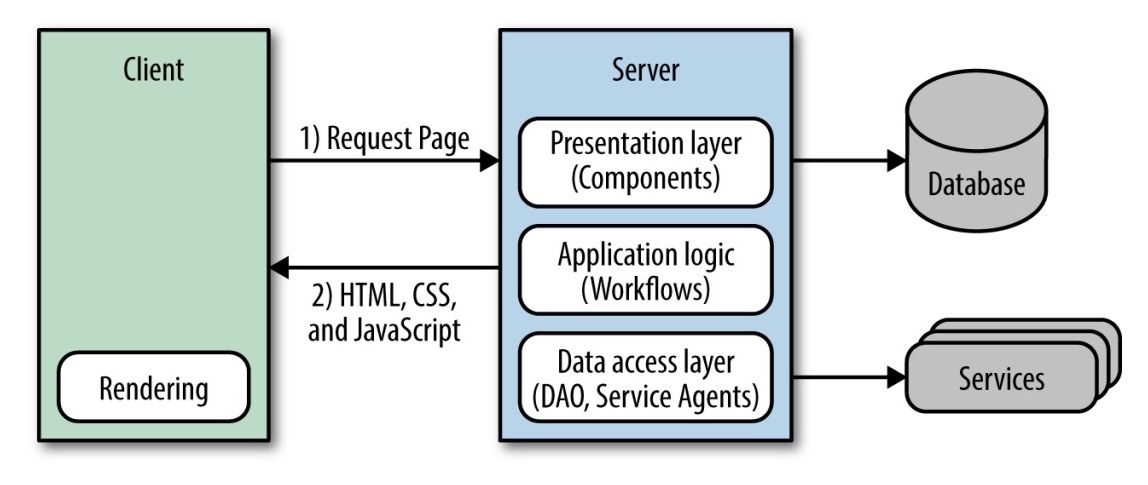 Client
Rendering
1) Request Page
2) HTML, CSS,
and JavaScript
Server
Presentation layer
(Components)
Application logic
(Workflows)
Data access layer
(DAO, Service Agents)
Database
Services